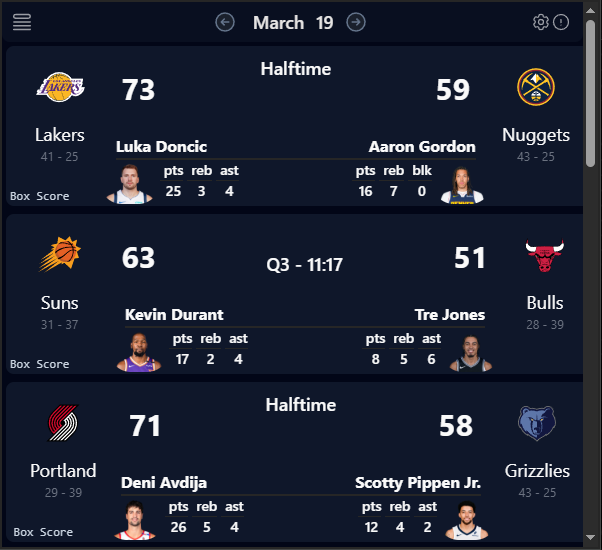 March 19
Halftime
73
59
Lakers
41 - 25
Nuggets
43 - 25
Luka Doncic
pts reb ast
25 3 4
Aaron Gordon
pts reb blk
16 7 0
Box Score
63
Q3 - 11:17
51
Suns
31 - 37
Bulls
28 - 39
Kevin Durant
pts reb ast
17 2 4
Tre Jones
pts reb ast
8 5 6
Box Score
Halftime
71
58
Portland
29 - 39
Grizzlies
43 - 25
Deni Avdija
pts reb ast
26 5 4
Scotty Pippen Jr.
pts reb ast
12 4 2
Box Score